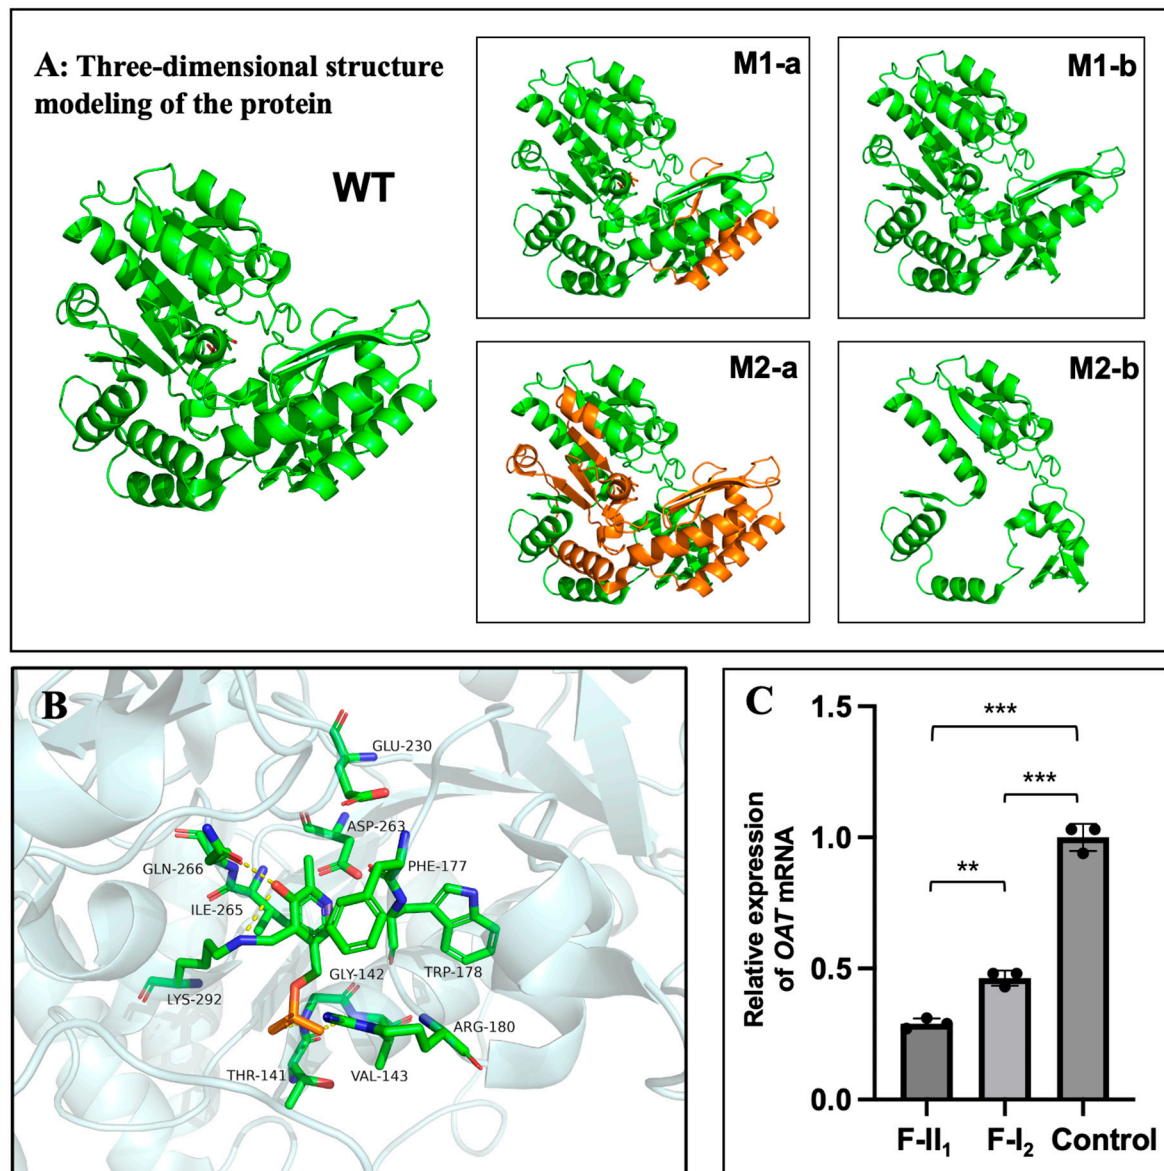 A: Three-dimensional structure
modeling of the protein
WT
M1-a
M1-b
M2-a
M2-b
B
GLU-230
ASP-263
GLN-266
PHE-177
ILE-265
GLY-142
TRP-178
LYS-292
ARG-180
THR-141
VAL-143
C
Relative expression
of OAT mRNA
1.5
1.0
0.5
0.0
***
***
**
F-II₁
F-I₂
Control